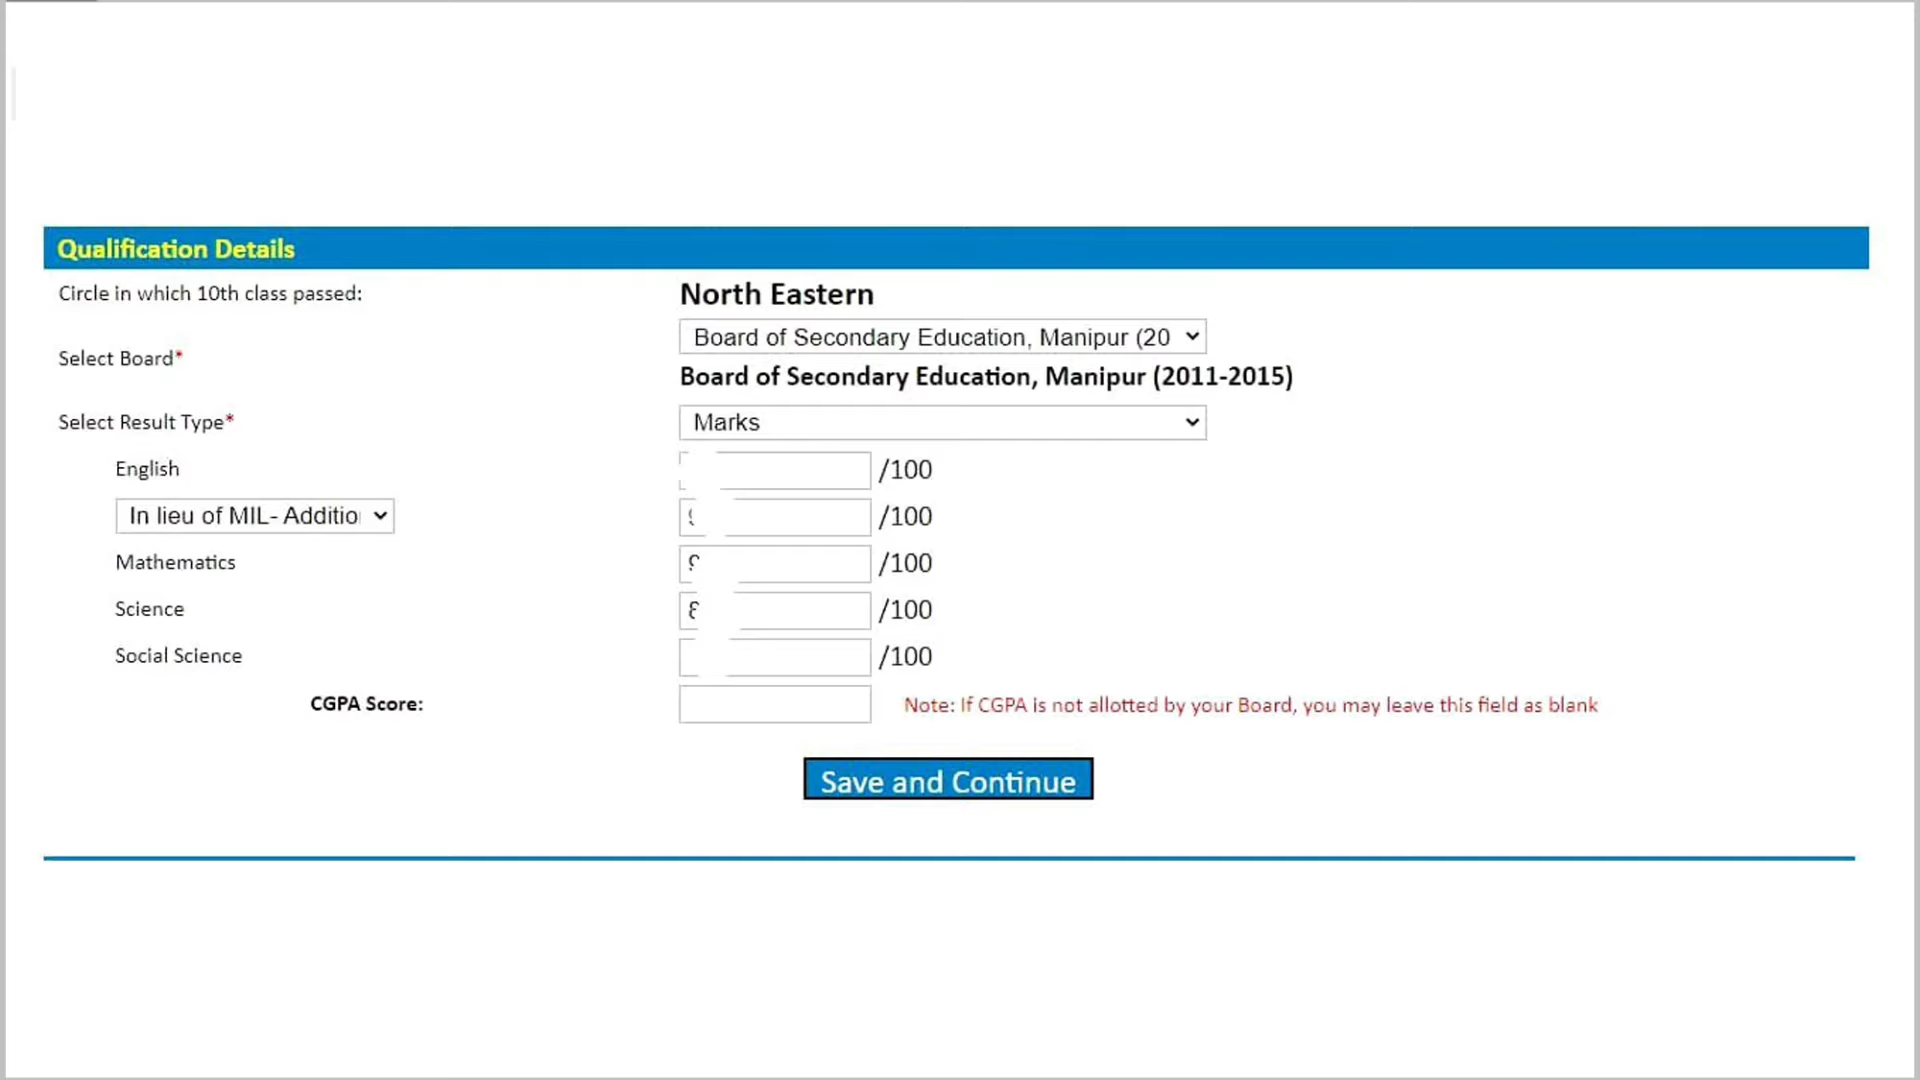 Qualification Details
Circle in which 10th class passed: North Eastern
Select Board* Board of Secondary Education, Manipur (20
Board of Secondary Education, Manipur (2011-2015)
Select Result Type* Marks
English /100
In lieu of MIL- Additio /100
Mathematics /100
Science /100
Social Science /100
CGPA Score: Note: If CGPA is not allotted by your Board, you may leave this field as blank
Save and Continue